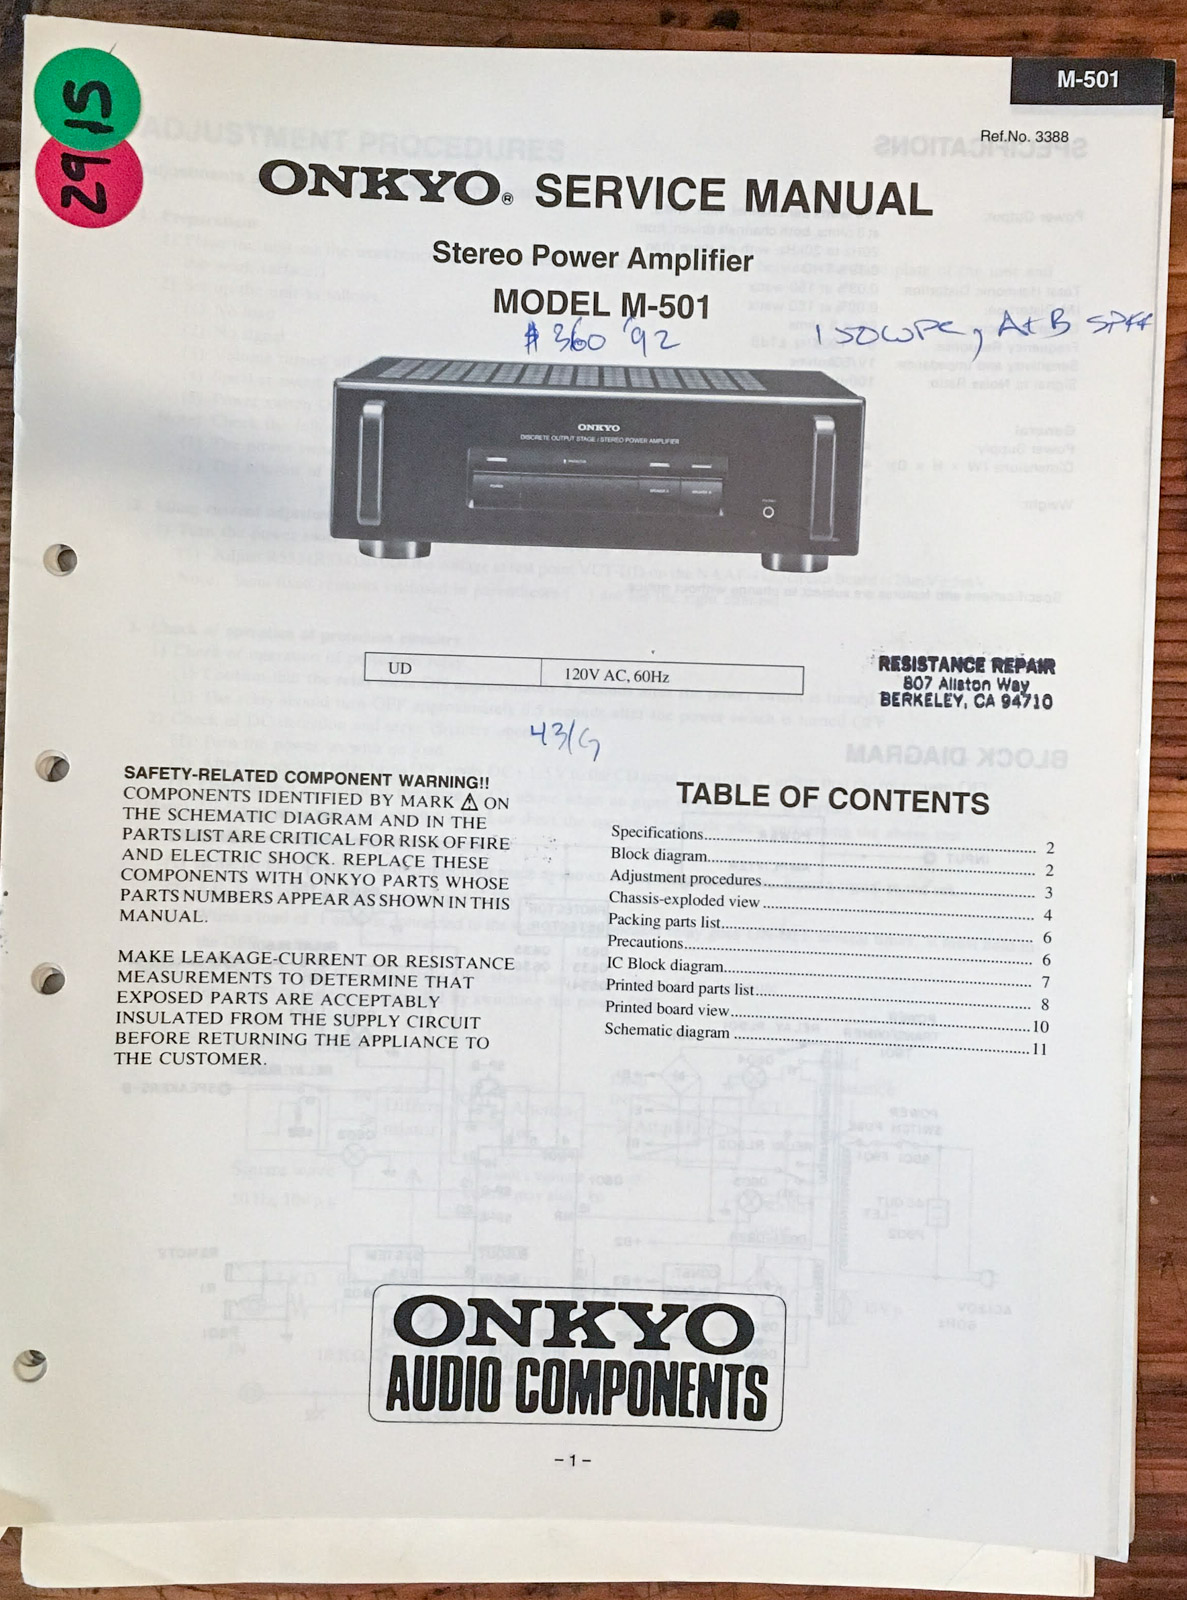 15
29
M-501
Ref.No. 3388
ONKYO® SERVICE MANUAL
Stereo Power Amplifier
MODEL M-501
$360 '92
150WPC, A+B SPKR
ONKYO
DISCRETE OUTPUT STAGE / STEREO POWER AMPLIFIER
POWER
SPEAKER A
SPEAKER B
UD 120V AC, 60Hz
RESISTANCE REPAIR
807 Allston Way
BERKELEY, CA 94710
43/G
SAFETY-RELATED COMPONENT WARNING!!
COMPONENTS IDENTIFIED BY MARK ⚠ ON
THE SCHEMATIC DIAGRAM AND IN THE
PARTS LIST ARE CRITICAL FOR RISK OF FIRE
AND ELECTRIC SHOCK. REPLACE THESE
COMPONENTS WITH ONKYO PARTS WHOSE
PARTS NUMBERS APPEAR AS SHOWN IN THIS
MANUAL.
MAKE LEAKAGE-CURRENT OR RESISTANCE
MEASUREMENTS TO DETERMINE THAT
EXPOSED PARTS ARE ACCEPTABLY
INSULATED FROM THE SUPPLY CIRCUIT
BEFORE RETURNING THE APPLIANCE TO
THE CUSTOMER.
TABLE OF CONTENTS
Specifications 2
Block diagram 2
Adjustment procedures 3
Chassis-exploded view 4
Packing parts list 6
Precautions 6
IC Block diagram 7
Printed board parts list 8
Printed board view 10
Schematic diagram 11
ONKYO
AUDIO COMPONENTS
– 1 –